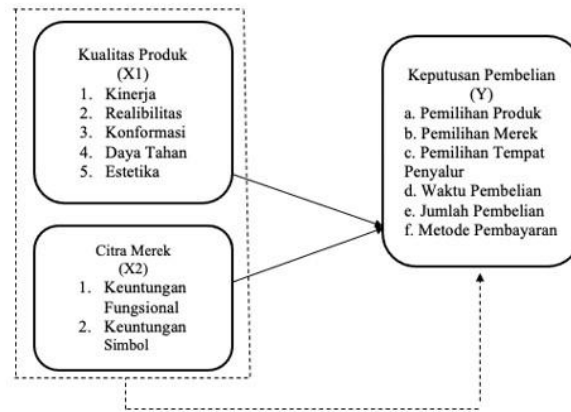 Kualitas Produk
(X1)
1. Kinerja
2. Realibilitas
3. Konformasi
4. Daya Tahan
5. Estetika
Citra Merek
(X2)
1. Keuntungan
Fungsional
2. Keuntungan
Simbol
Keputusan Pembelian
(Y)
a. Pemilihan Produk
b. Pemilihan Merek
c. Pemilihan Tempat
Penyalur
d. Waktu Pembelian
e. Jumlah Pembelian
f. Metode Pembayaran